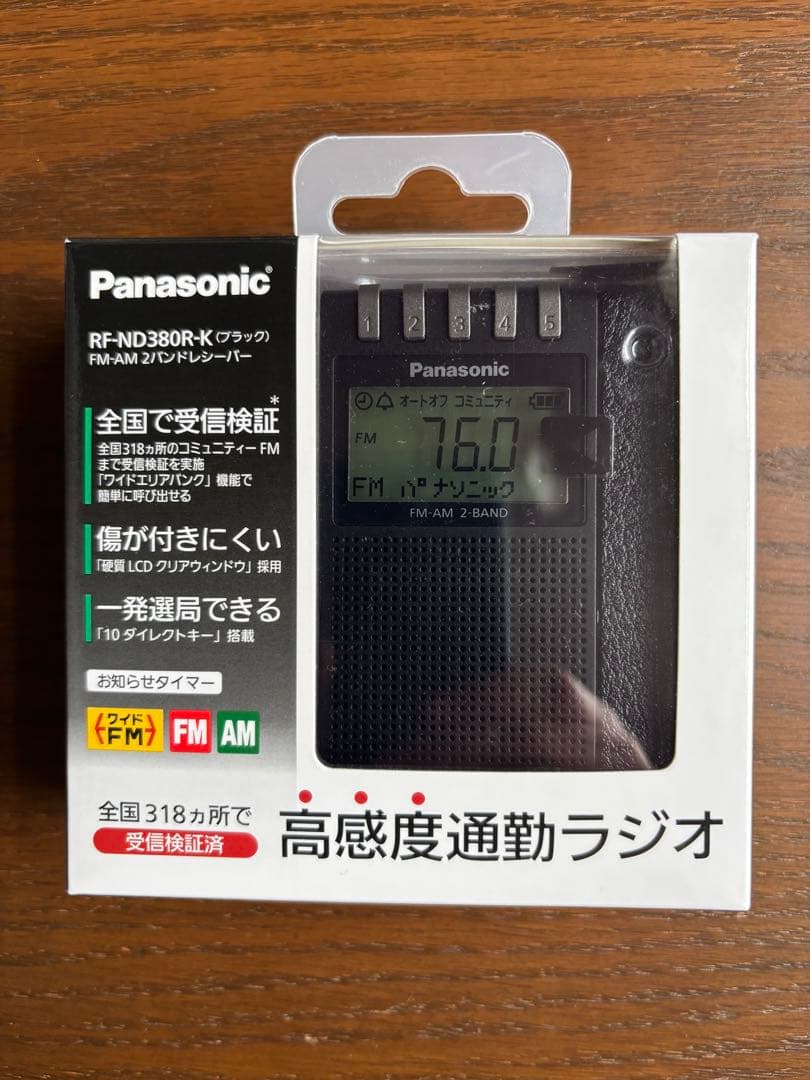 Panasonic®
RF-ND380R-K(ブラック)
FM-AM 2バンドレシーバー
全国で受信検証*
全国318ヵ所のコミュニティーFM
まで受信検証を実施
「ワイドエリアバンク」機能で
簡単に呼び出せる
傷が付きにくい
「硬質LCDクリアウィンドウ」採用
一発選局できる
「10ダイレクトキー」搭載
お知らせタイマー
ワイド
FM
FM
AM
全国318ヵ所で
受信検証済
1 2 3 4 5
Panasonic
オートオフ コミュニティ
FM 76.0
FM パナソニック
FM-AM 2-BAND
高感度通勤ラジオ